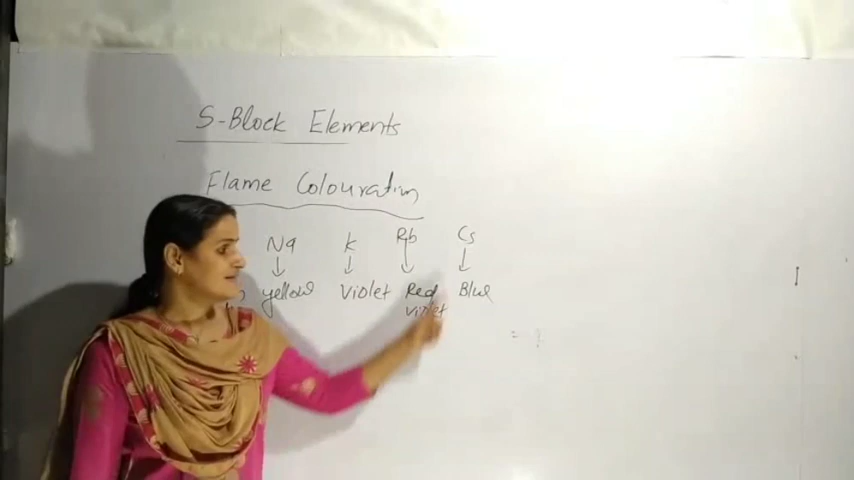 S-Block Elements
Flame Colouration
Na K Rb Cs
↓ ↓ ↓ ↓
yellow Violet Red Blue
violet
= ?